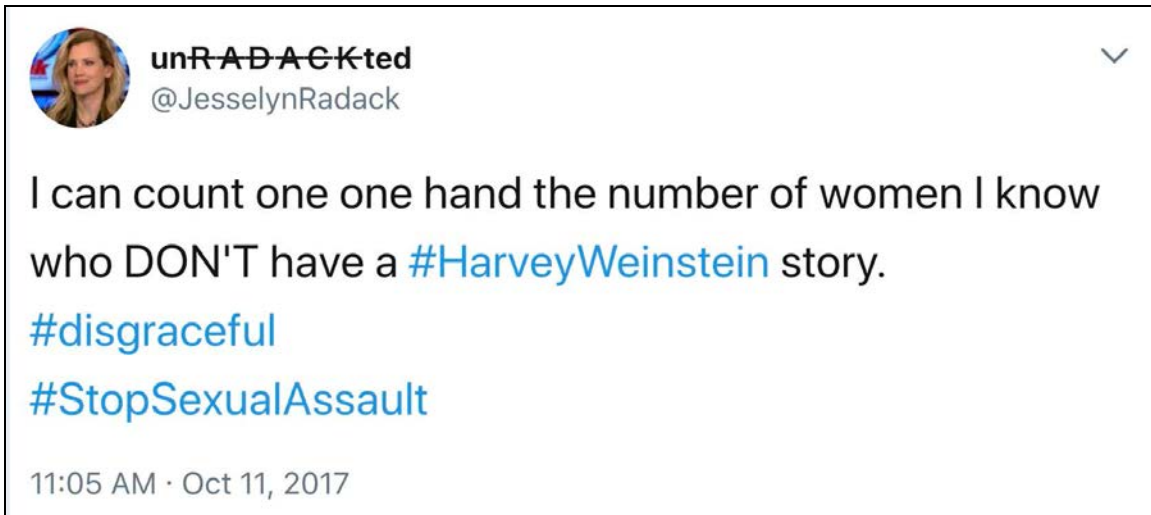 unRADACKted
@JesselynRadack
I can count one one hand the number of women I know
who DON'T have a #HarveyWeinstein story.
#disgraceful
#StopSexualAssault
11:05 AM · Oct 11, 2017